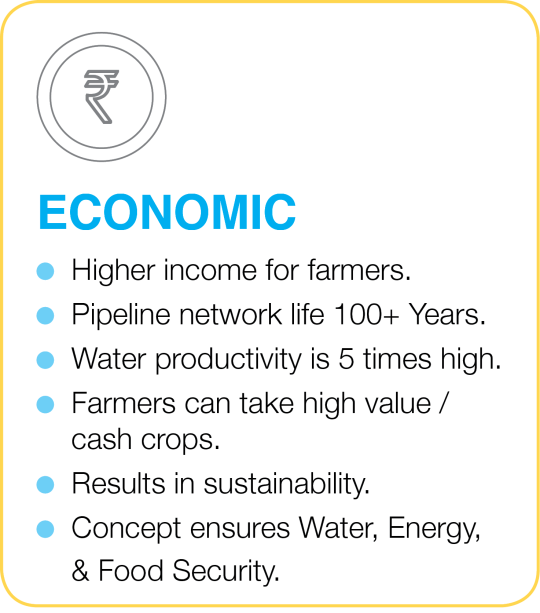 ₹
ECONOMIC
Higher income for farmers.
Pipeline network life 100+ Years.
Water productivity is 5 times high.
Farmers can take high value /
cash crops.
Results in sustainability.
Concept ensures Water, Energy,
& Food Security.